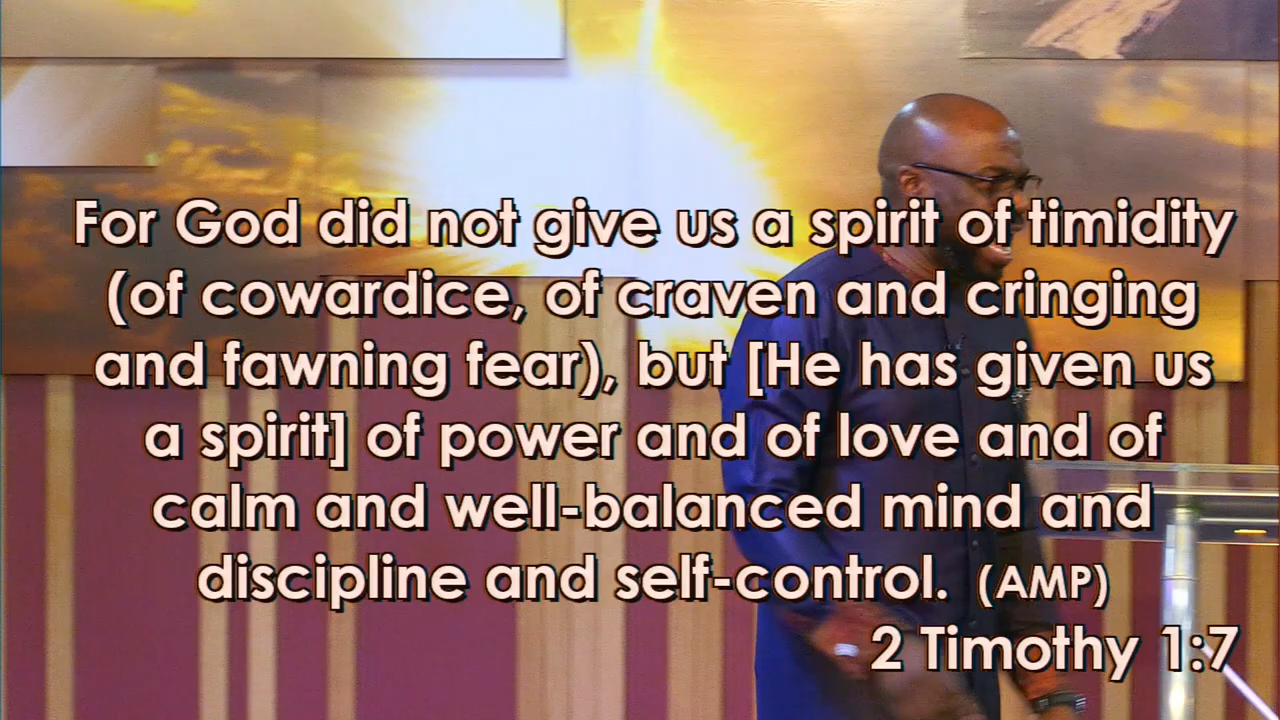 For God did not give us a spirit of timidity
(of cowardice, of craven and cringing
and fawning fear), but [He has given us
a spirit] of power and of love and of
calm and well-balanced mind and
discipline and self-control. (AMP)
2 Timothy 1:7